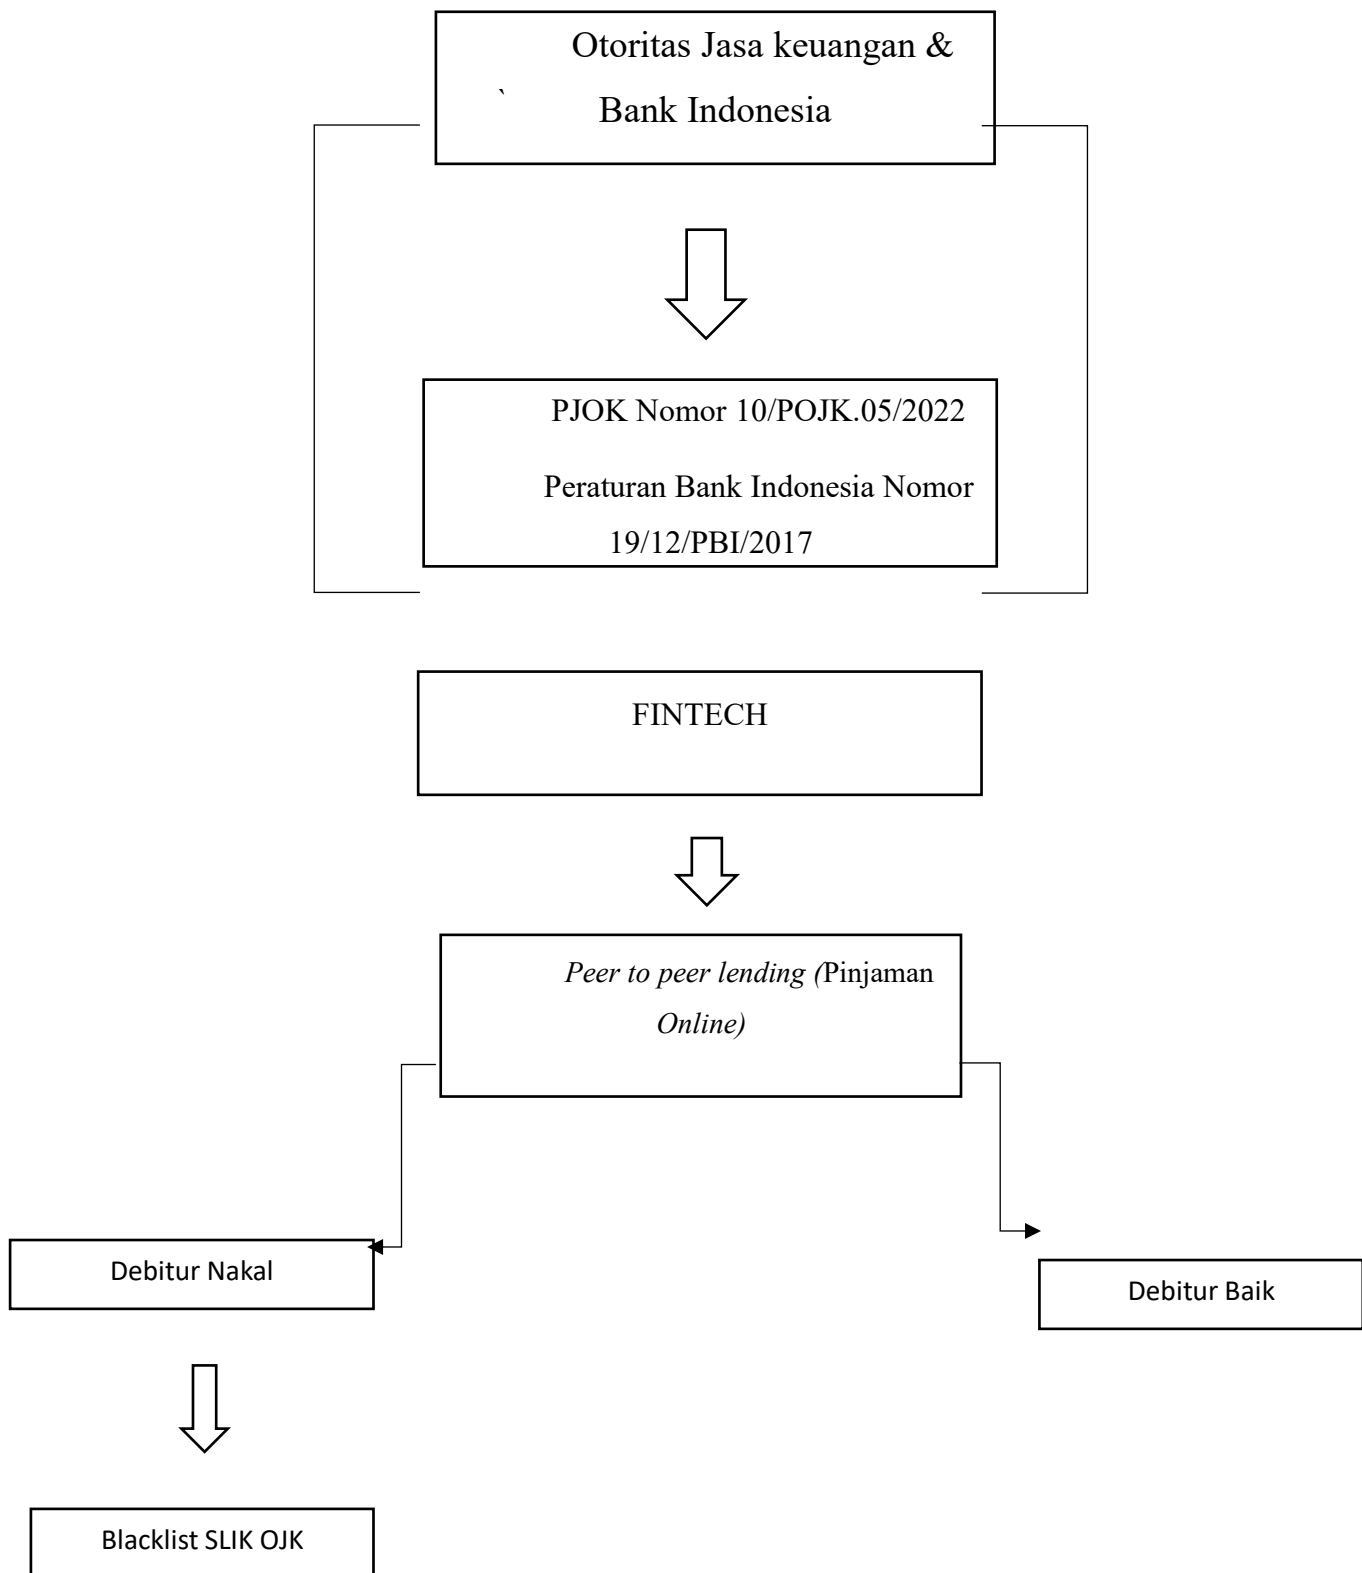 Otoritas Jasa keuangan &
` Bank Indonesia
PJOK Nomor 10/POJK.05/2022
Peraturan Bank Indonesia Nomor
19/12/PBI/2017
FINTECH
Peer to peer lending (Pinjaman
Online)
Debitur Nakal
Debitur Baik
Blacklist SLIK OJK